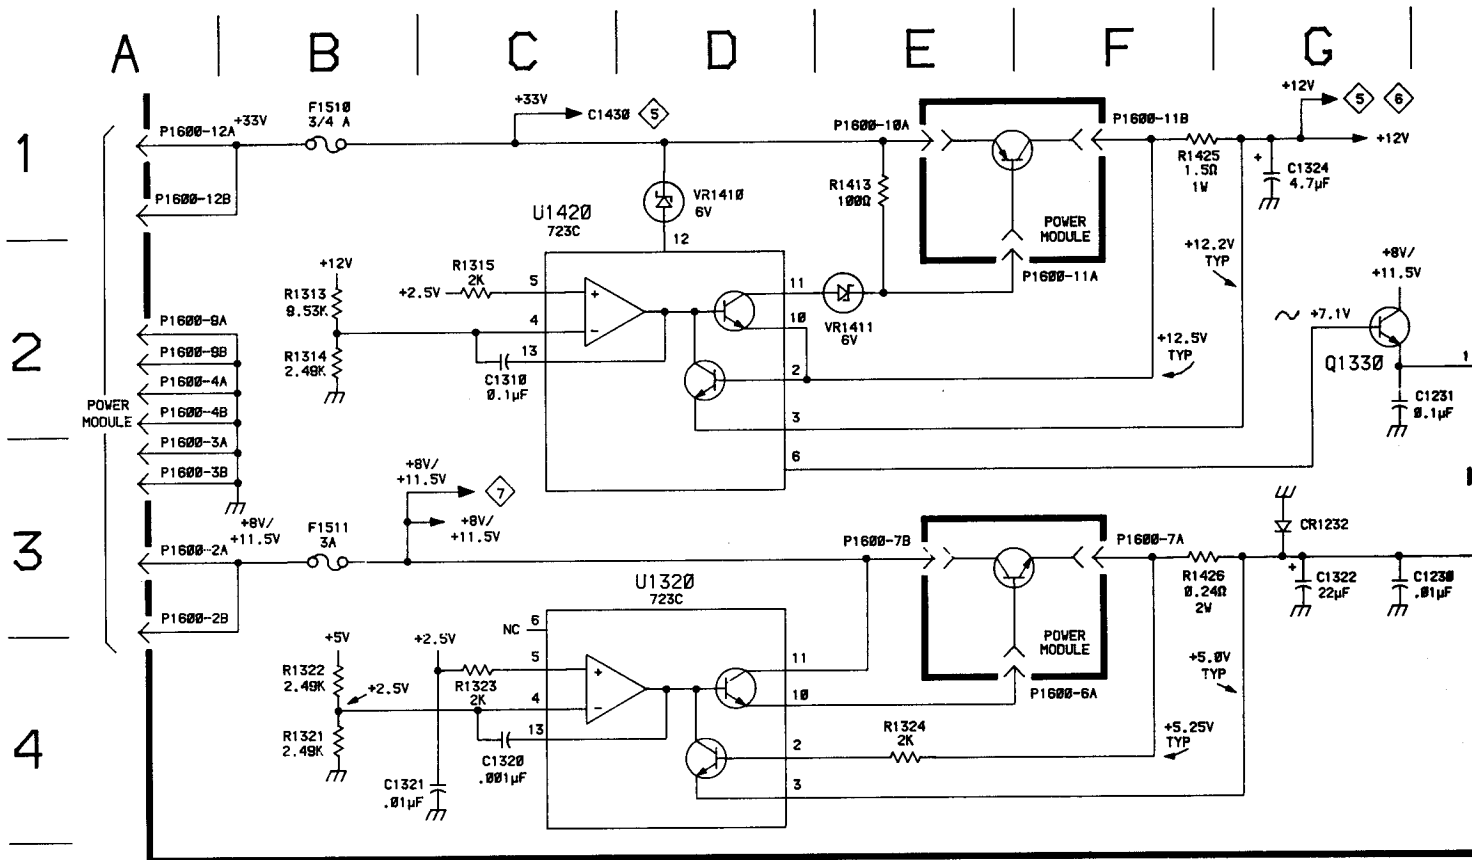 A B C D E F G
1
2
3
4
P1600-12A
+33V
F1510
3/4 A
+33V
C1430
5
P1600-10A
P1600-11B
+12V
5
6
+12V
R1425
1.5Ω
1W
+
C1324
4.7µF
P1600-12B
VR1410
6V
R1413
100Ω
POWER
MODULE
U1420
723C
12
P1600-11A
+12.2V
TYP
+8V/
+11.5V
+12V
R1313
9.53K
R1315
2K
+2.5V
5
+
4
−
13
11
10
VR1411
6V
∼ +7.1V
Q1330
1
P1600-9A
P1600-9B
P1600-4A
P1600-4B
P1600-3A
P1600-3B
POWER
MODULE
R1314
2.49K
C1310
0.1µF
2
3
6
+12.5V
TYP
C1231
0.1µF
+8V/
+11.5V
7
+8V/
+11.5V
+8V/
+11.5V
F1511
3A
P1600-2A
P1600-2B
P1600-7B
P1600-7A
CR1232
R1426
0.24Ω
2W
+
C1322
22µF
C1230
.01µF
U1320
723C
NC
6
POWER
MODULE
P1600-6A
+5V
R1322
2.49K
+2.5V
+2.5V
R1323
2K
5
+
4
−
13
11
10
+5.0V
TYP
R1321
2.49K
C1320
.001µF
C1321
.01µF
2
3
R1324
2K
+5.25V
TYP